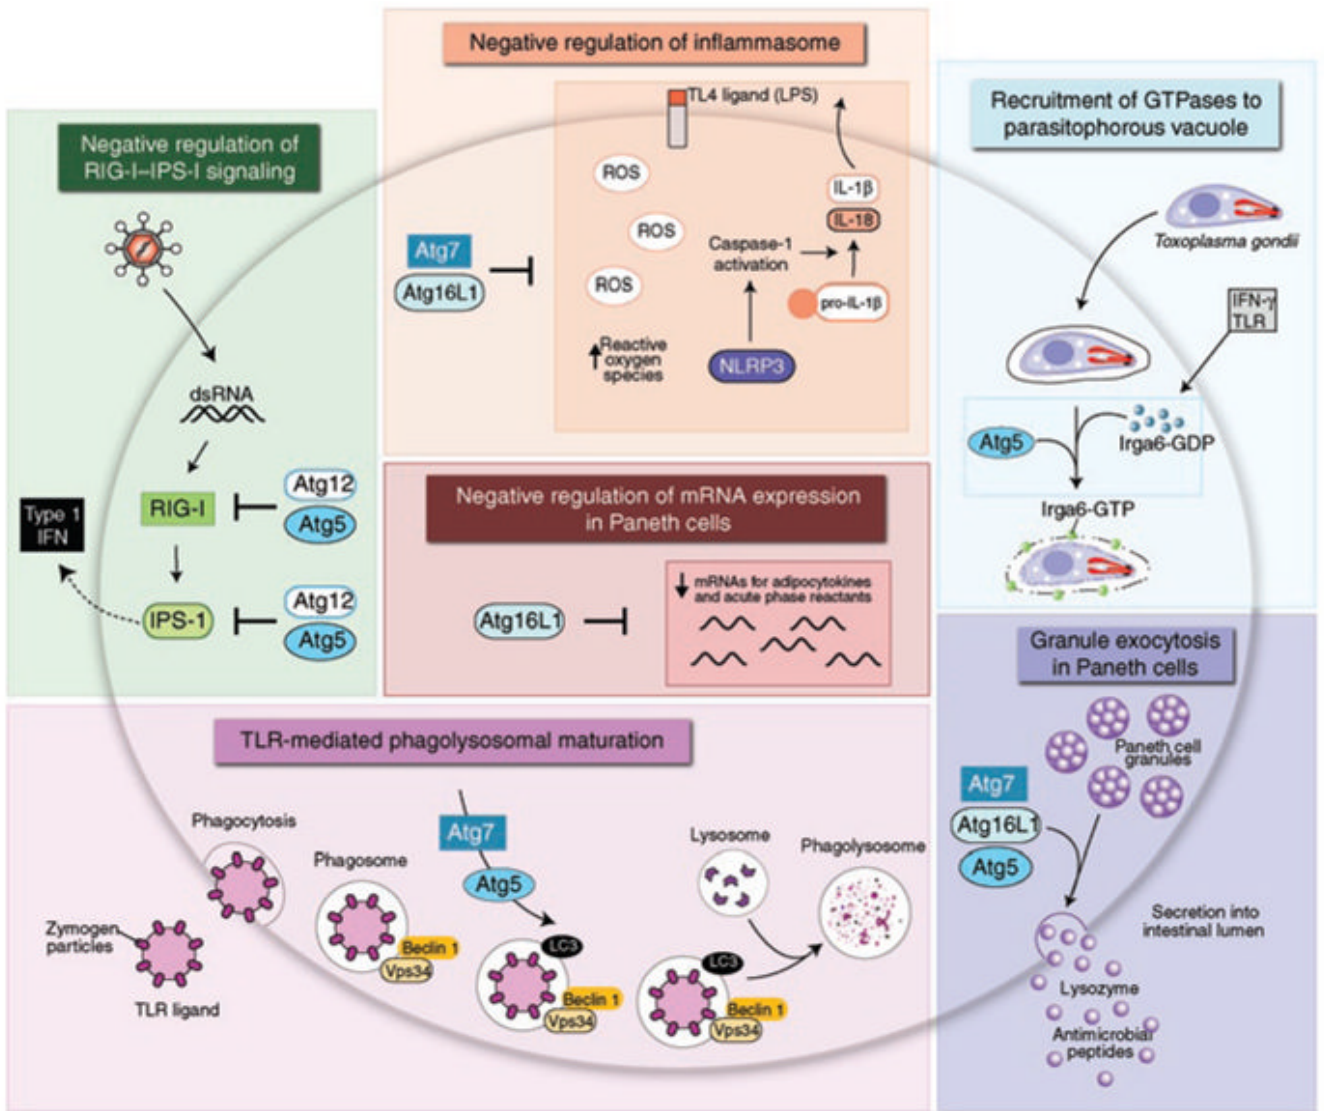 Negative regulation of inflammasome
TL4 ligand (LPS)
ROS
ROS
ROS
Reactive
oxygen
species
Atg7
Atg16L1
Caspase-1
activation
IL-1β
IL-18
pro-IL-1β
NLRP3
Negative regulation of
RIG-I–IPS-I signaling
dsRNA
RIG-I
Atg12
Atg5
Type 1
IFN
IPS-1
Atg12
Atg5
Negative regulation of mRNA expression
in Paneth cells
Atg16L1
mRNAs for adipocytokines
and acute phase reactants
Recruitment of GTPases to
parasitophorous vacuole
Toxoplasma gondii
IFN-γ
TLR
Atg5
Irga6-GDP
Irga6-GTP
Granule exocytosis
in Paneth cells
Paneth cell
granules
Atg7
Atg16L1
Atg5
Secretion into
intestinal lumen
Lysozyme
Antimicrobial
peptides
TLR-mediated phagolysosomal maturation
Phagocytosis
Phagosome
Zymogen
particles
TLR ligand
Beclin 1
Vps34
Atg7
Atg5
LC3
Beclin 1
Vps34
Lysosome
Phagolysosome
LC3
Beclin 1
Vps34